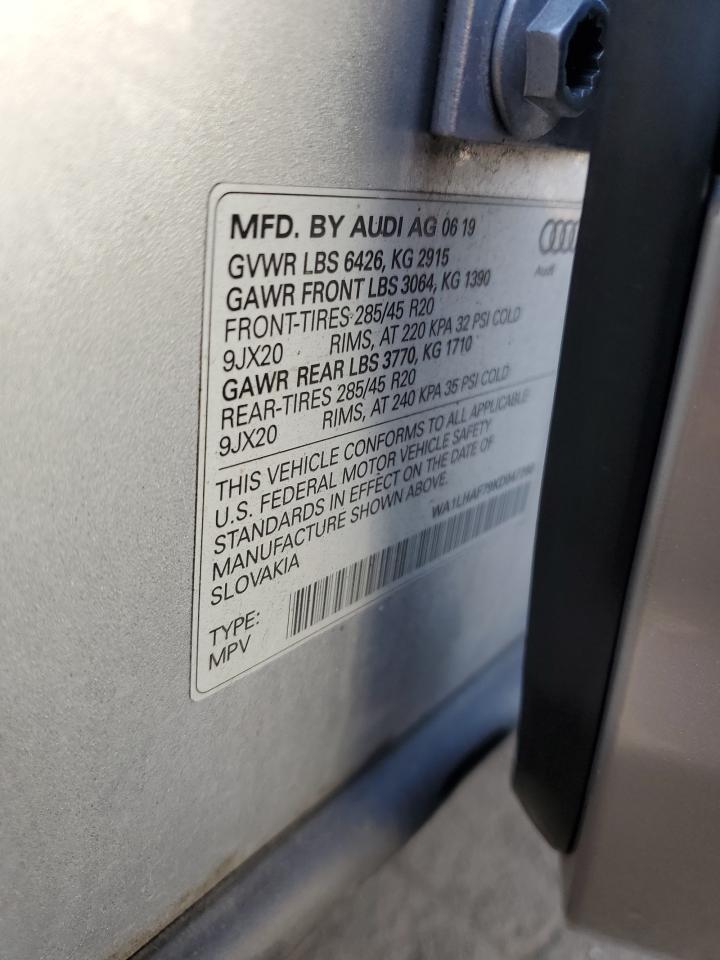 MFD. BY AUDI AG 06 19
Audi
GVWR LBS 6426, KG 2915
GAWR FRONT LBS 3064, KG 1390
FRONT-TIRES 285/45 R20
9JX20 RIMS, AT 220 KPA 32 PSI COLD
GAWR REAR LBS 3770, KG 1710
REAR-TIRES 285/45 R20
9JX20 RIMS, AT 240 KPA 35 PSI COLD
THIS VEHICLE CONFORMS TO ALL APPLICABLE
U.S. FEDERAL MOTOR VEHICLE SAFETY
STANDARDS IN EFFECT ON THE DATE OF
MANUFACTURE SHOWN ABOVE.
SLOVAKIA
TYPE:
MPV